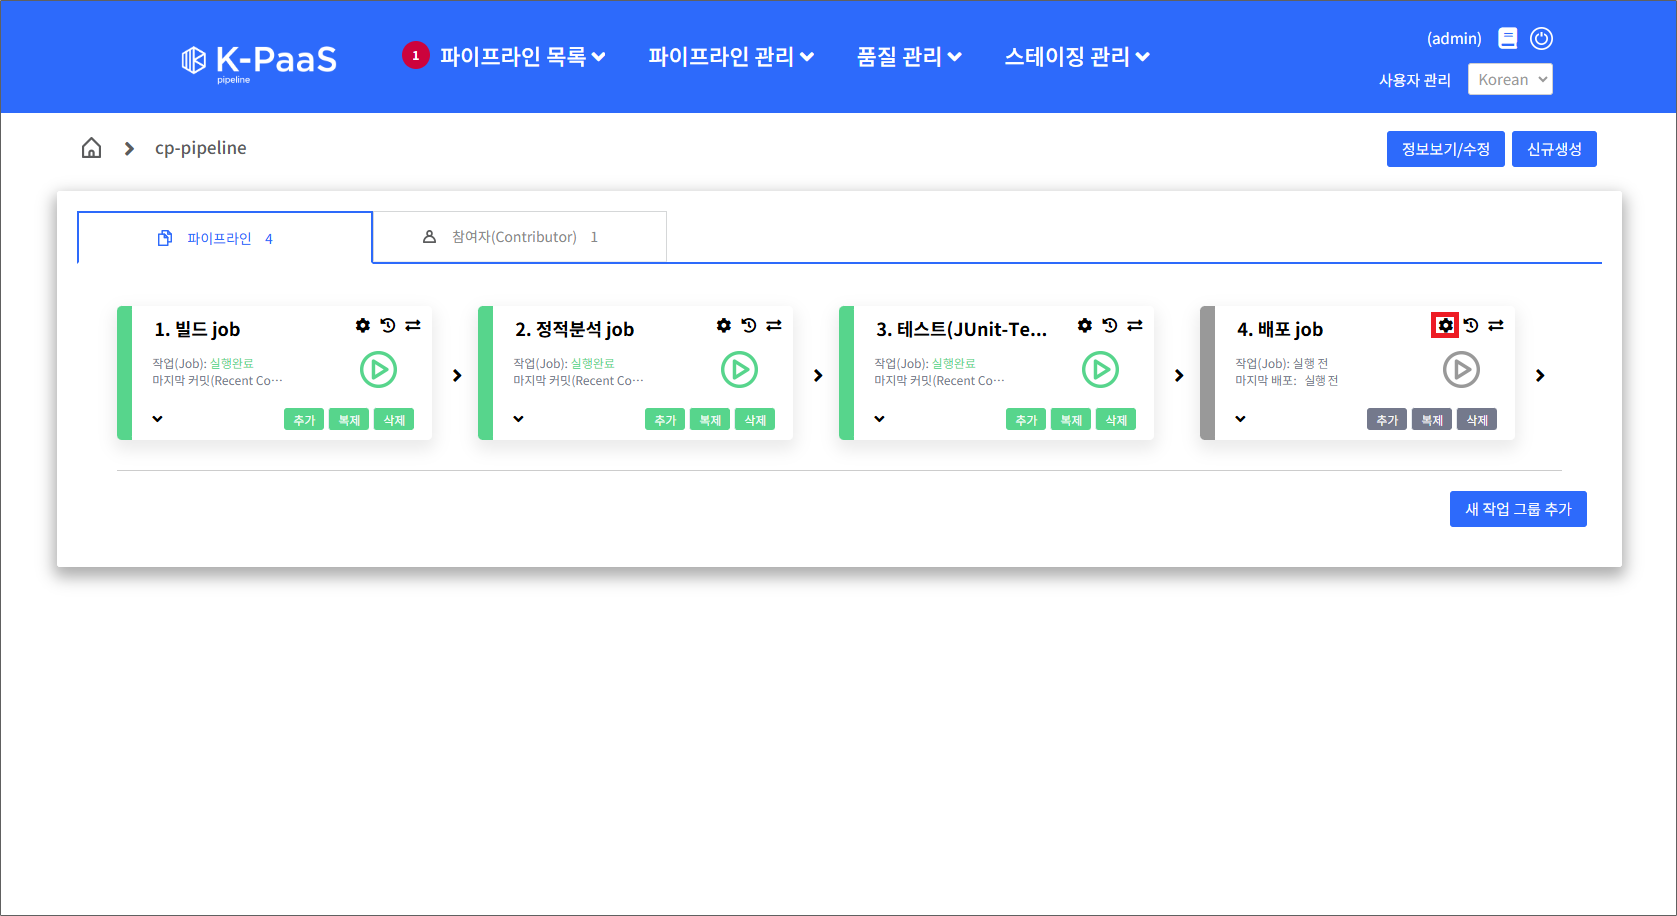 K-PaaS
pipeline
1
파이프라인 목록
파이프라인 관리
품질 관리
스테이징 관리
(admin)
사용자 관리
Korean
cp-pipeline
정보보기/수정
신규생성
파이프라인 4
참여자(Contributor) 1
1. 빌드 job
작업(Job): 실행완료
마지막 커밋(Recent Co···
추가
복제
삭제
2. 정적분석 job
작업(Job): 실행완료
마지막 커밋(Recent Co···
추가
복제
삭제
3. 테스트(JUnit-Te...
작업(Job): 실행완료
마지막 커밋(Recent Co···
추가
복제
삭제
4. 배포 job
작업(Job): 실행 전
마지막 배포: 실행 전
추가
복제
삭제
새 작업 그룹 추가